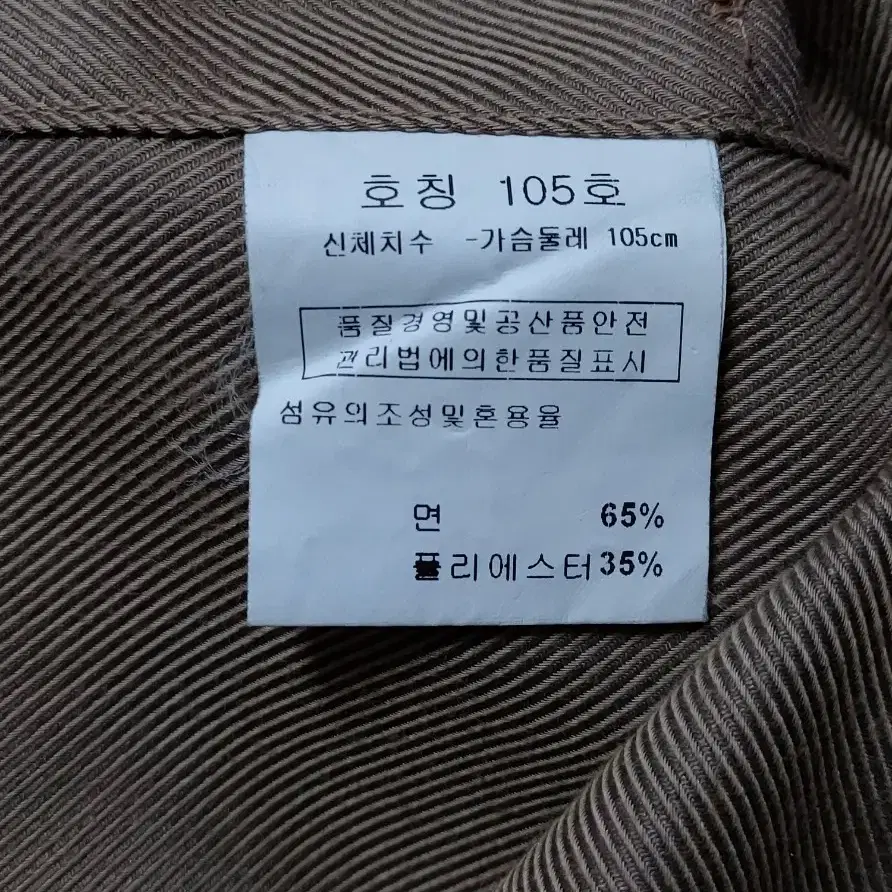 호칭 105호
신체치수 -가슴둘레 105cm
품질경영및공산품안전
관리법에의한품질표시
섬유의조성및혼용율
면 65%
폴리에스터35%